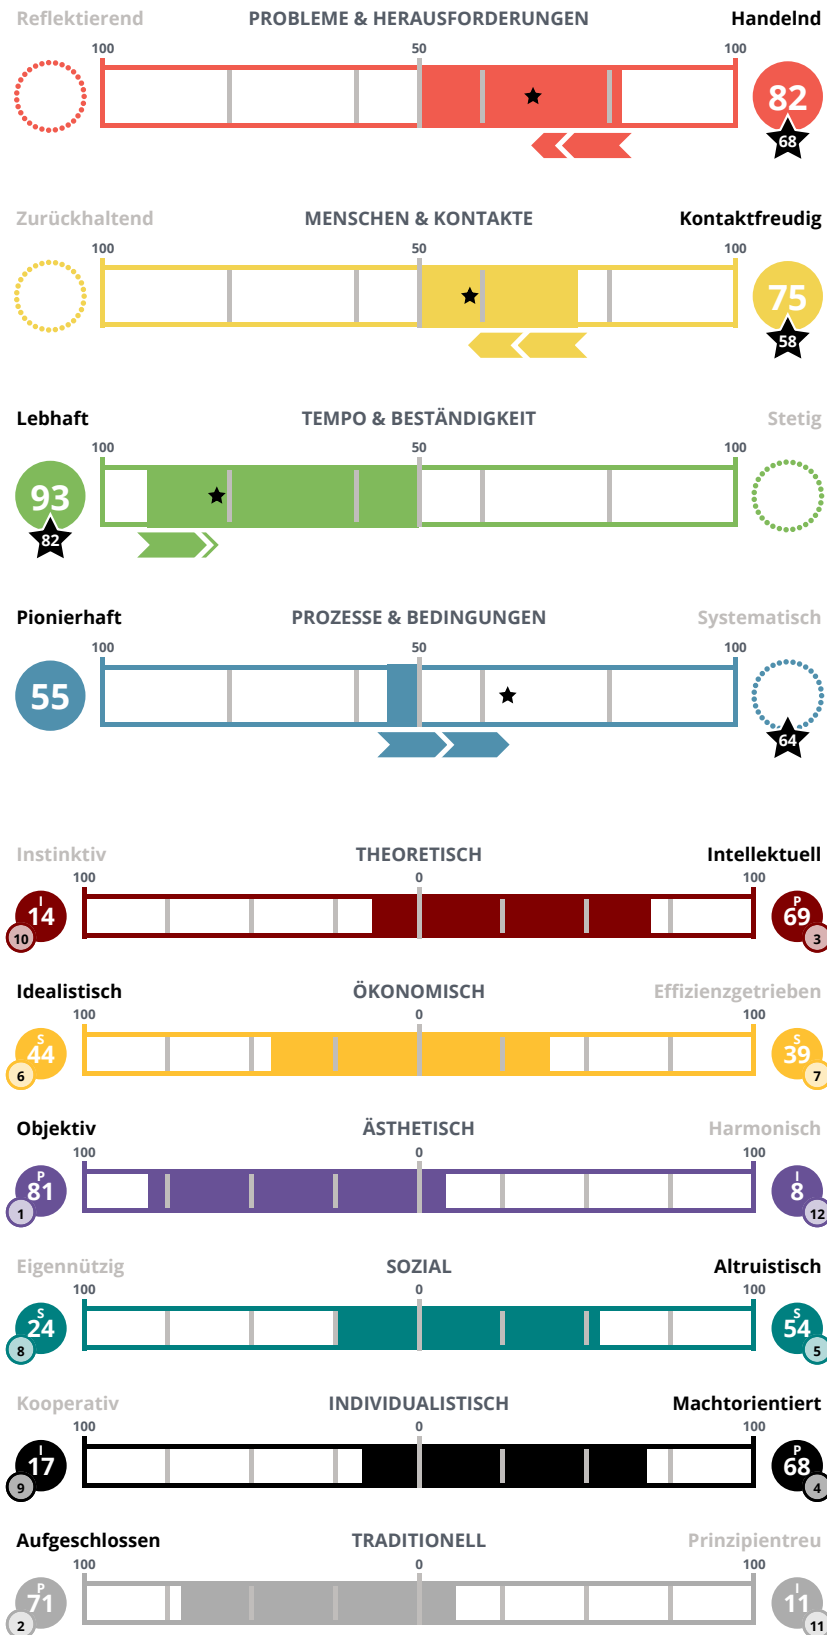 Reflektierend PROBLEME & HERAUSFORDERUNGEN Handelnd
100 50 100
82
68
Zurückhaltend MENSCHEN & KONTAKTE Kontaktfreudig
100 50 100
75
58
Lebhaft TEMPO & BESTÄNDIGKEIT Stetig
100 50 100
93
82
Pionierhaft PROZESSE & BEDINGUNGEN Systematisch
100 50 100
55
64
Instinktiv THEORETISCH Intellektuell
100 0 100
I P
14 69
10 3
Idealistisch ÖKONOMISCH Effizienzgetrieben
100 0 100
S S
44 39
6 7
Objektiv ÄSTHETISCH Harmonisch
100 0 100
P I
81 8
1 12
Eigennützig SOZIAL Altruistisch
100 0 100
S S
24 54
8 5
Kooperativ INDIVIDUALISTISCH Machtorientiert
100 0 100
I P
17 68
9 4
Aufgeschlossen TRADITIONELL Prinzipientreu
100 0 100
P I
71 11
2 11